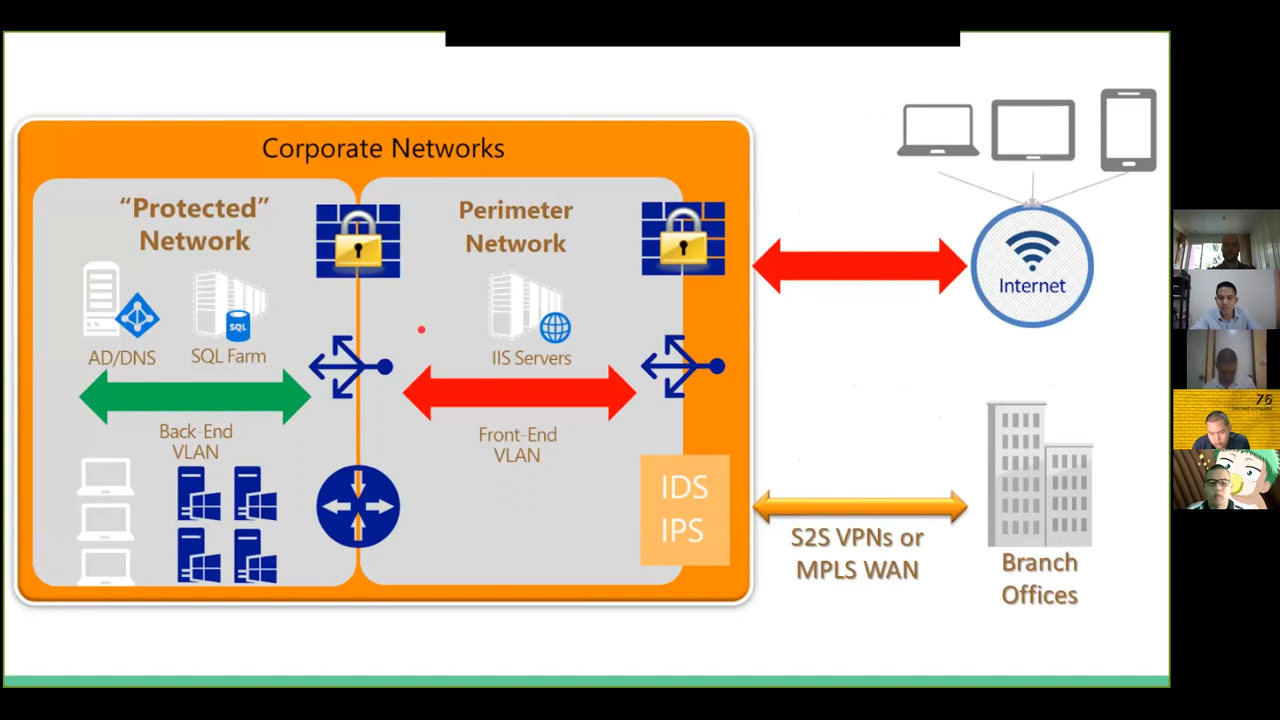 Corporate Networks
“Protected”
Network
Perimeter
Network
AD/DNS
SQL
SQL Farm
IIS Servers
Back-End
VLAN
Front-End
VLAN
IDS
IPS
Internet
S2S VPNs or
MPLS WAN
Branch
Offices
76